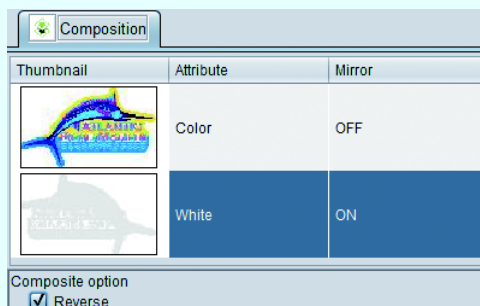 Composition
Thumbnail Attribute Mirror
Color OFF
White ON
Composite option
Reverse